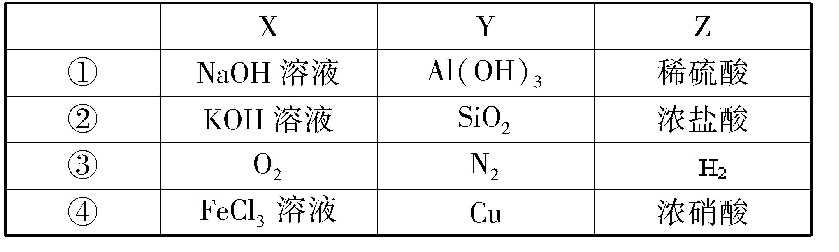 X Y Z
① NaOH 溶液 Al(OH)₃ 稀硫酸
② KOH 溶液 SiO₂ 浓盐酸
③ O₂ N₂ H₂
④ FeCl₃ 溶液 Cu 浓硝酸